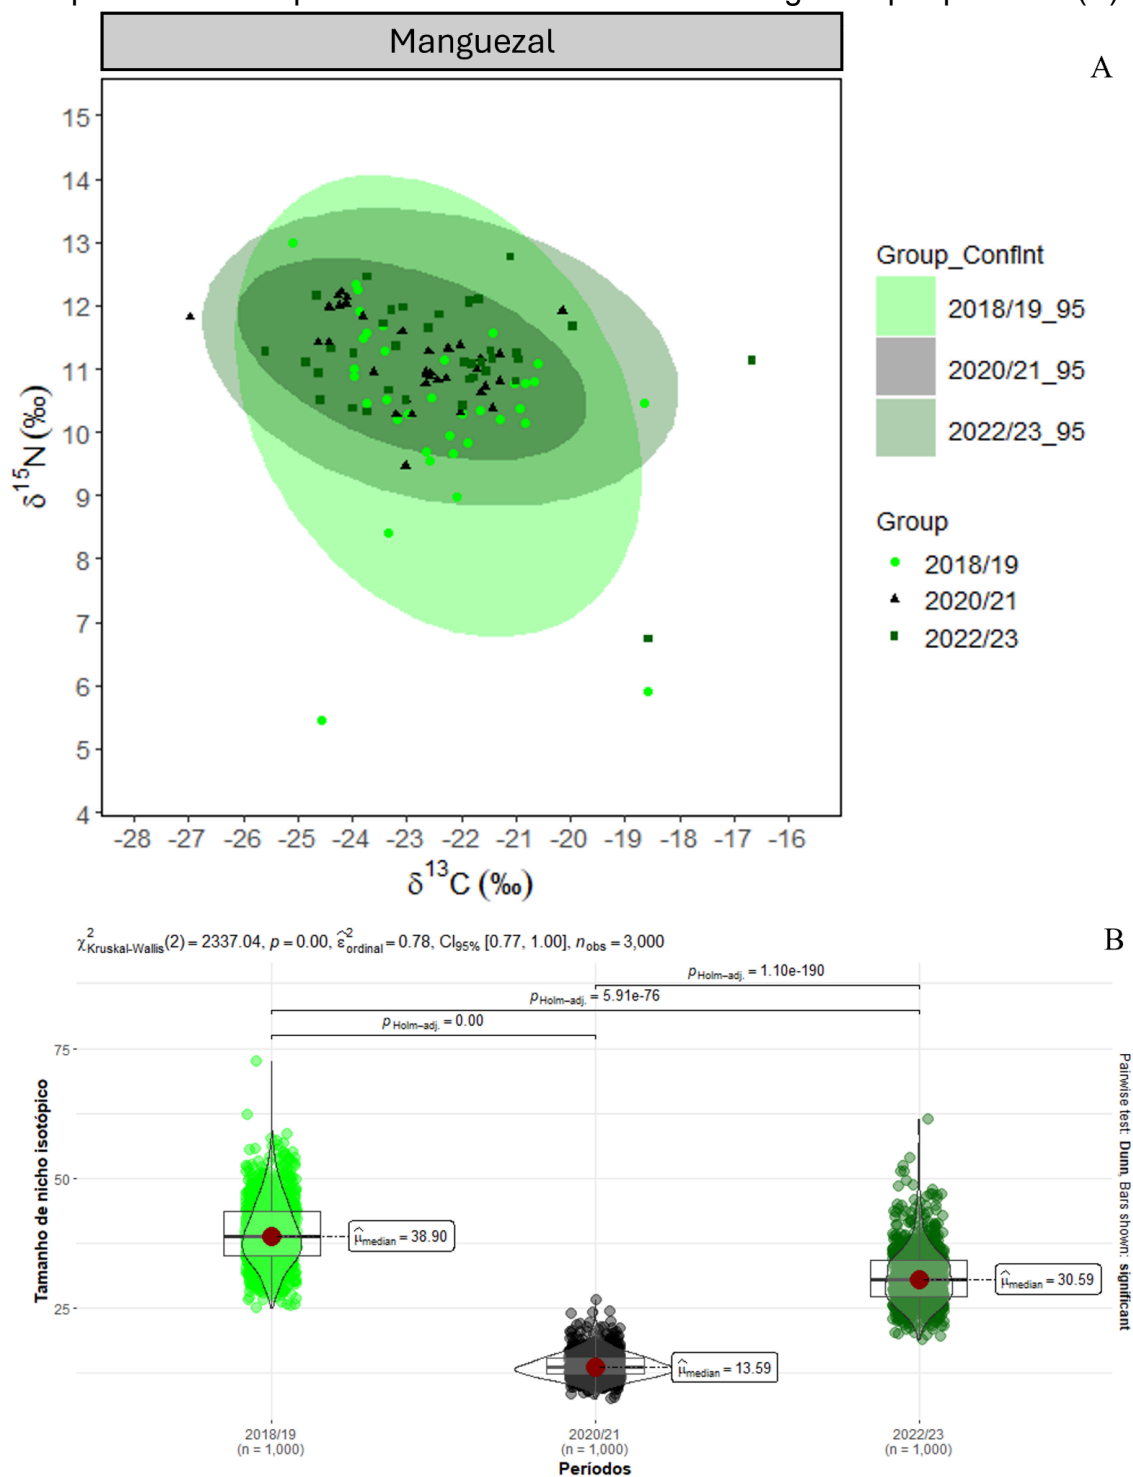 Manguezal
A
15
14
13
12
11
10
9
8
7
6
5
4
δ15N (‰)
-28 -27 -26 -25 -24 -23 -22 -21 -20 -19 -18 -17 -16
δ13C (‰)
Group_ConfInt
2018/19_95
2020/21_95
2022/23_95
Group
2018/19
2020/21
2022/23
χ2Kruskal-Wallis(2) = 2337.04, p = 0.00, ε̂2ordinal = 0.78, CI95% [0.77, 1.00], nobs = 3,000
B
pHolm–adj. = 1.10e-190
pHolm–adj. = 5.91e-76
pHolm–adj. = 0.00
75
50
25
Tamanho de nicho isotópico
μ̂median = 38.90
μ̂median = 13.59
μ̂median = 30.59
Pairwise test: Dunn, Bars shown: significant
2018/19
(n = 1,000)
2020/21
(n = 1,000)
2022/23
(n = 1,000)
Períodos